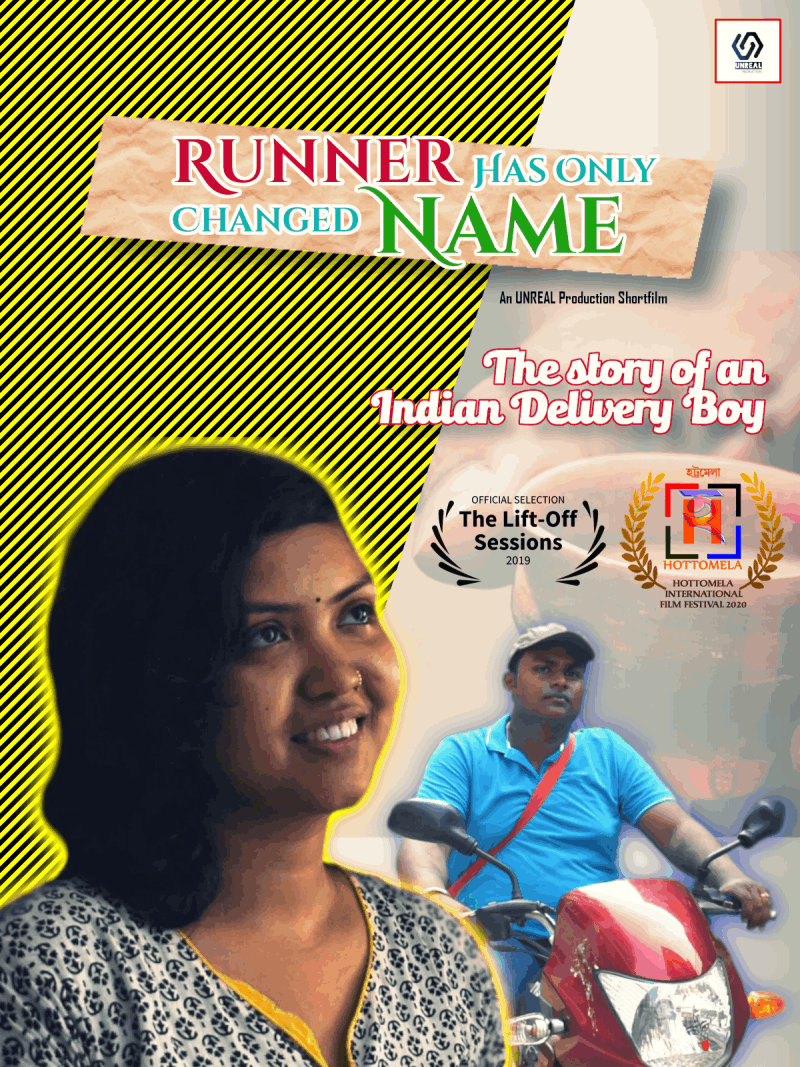 UNREAL
RUNNER HAS ONLY
CHANGED NAME
An UNREAL Production Shortfilm
The story of an
Indian Delivery Boy
OFFICIAL SELECTION
The Lift-Off
Sessions
2019
হট্টমেলা
HOTTOMELA
HOTTOMELA
INTERNATIONAL
FILM FESTIVAL 2020